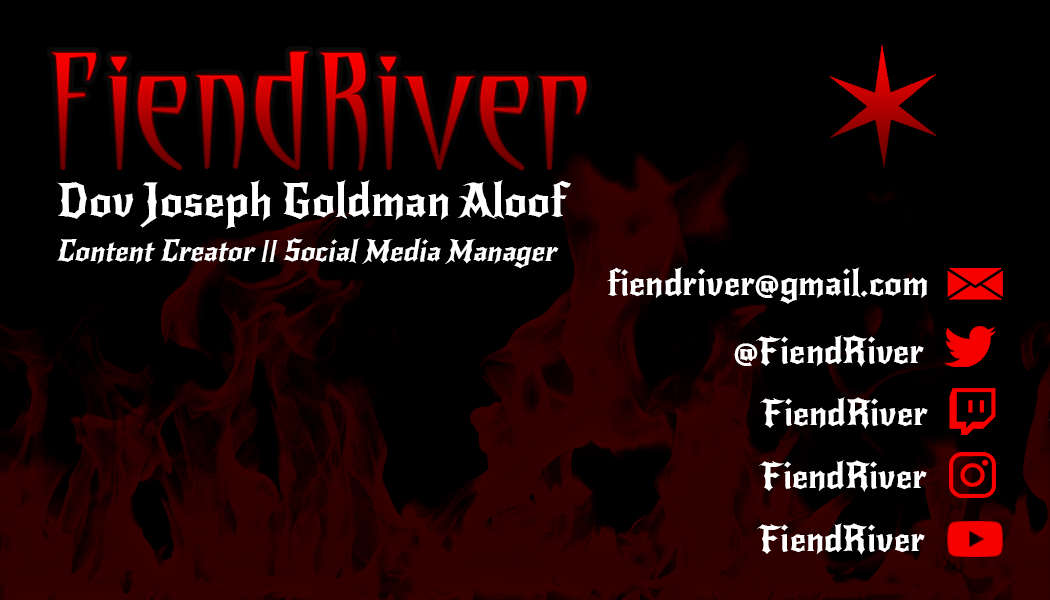 FiendRiver
Dov Joseph Goldman Aloof
Content Creator || Social Media Manager
fiendriver@gmail.com
@FiendRiver
FiendRiver
FiendRiver
FiendRiver